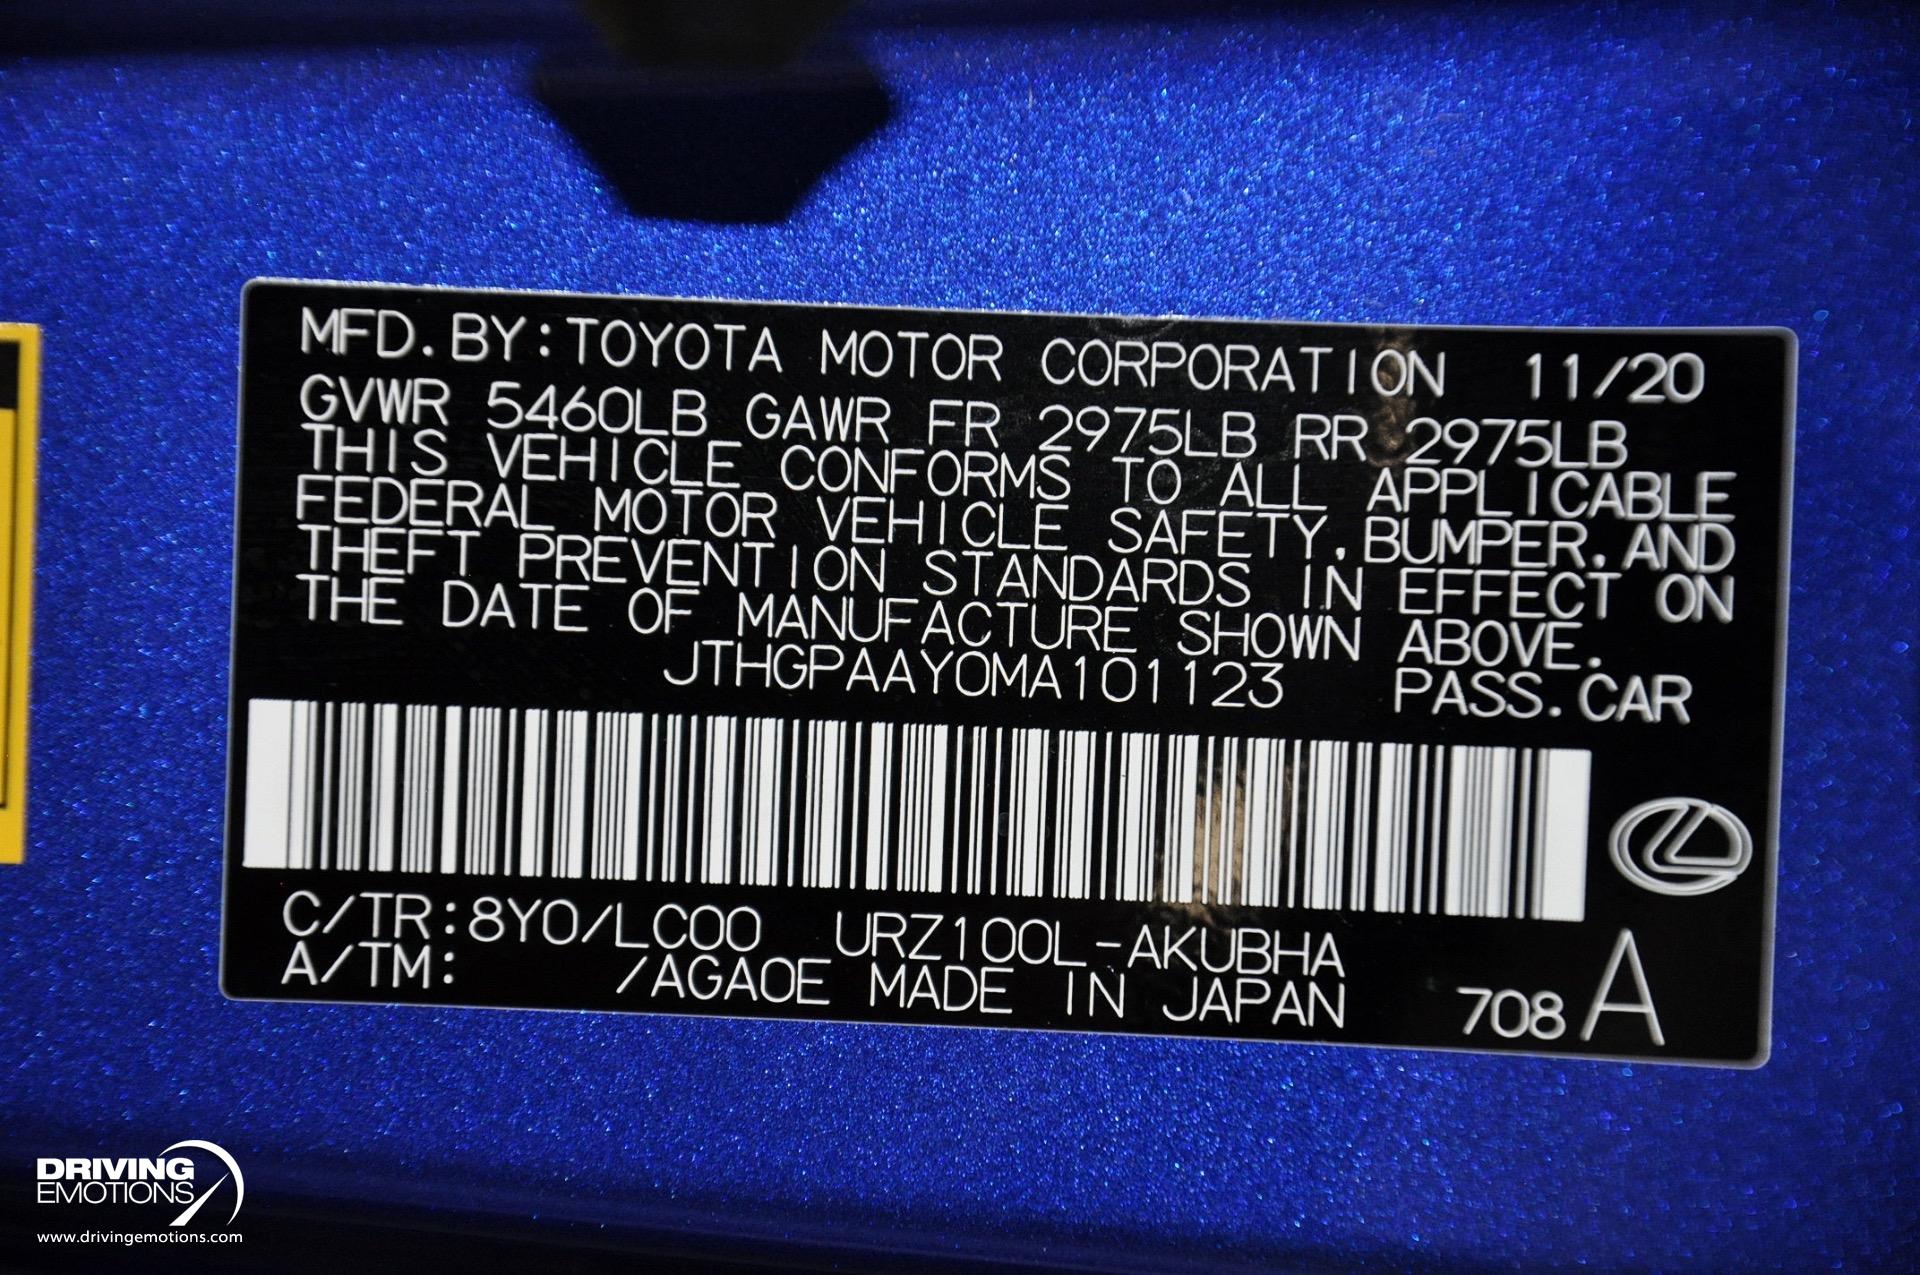 MFD. BY:TOYOTA MOTOR CORPORATION 11/20
GVWR 5460LB GAWR FR 2975LB RR 2975LB
THIS VEHICLE CONFORMS TO ALL APPLICABLE
FEDERAL MOTOR VEHICLE SAFETY,BUMPER,AND
THEFT PREVENTION STANDARDS IN EFFECT ON
THE DATE OF MANUFACTURE SHOWN ABOVE.
JTHGPAAY0MA101123 PASS.CAR
C/TR:8Y0/LC00 URZ100L-AKUBHA
A/TM: /AGA0E MADE IN JAPAN 708 A
DRIVING
EMOTIONS
www.drivingemotions.com